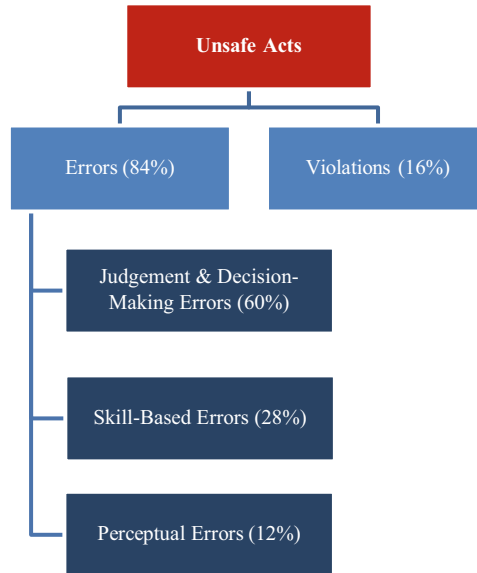 Unsafe Acts
Errors (84%)
Violations (16%)
Judgement & Decision-
Making Errors (60%)
Skill-Based Errors (28%)
Perceptual Errors (12%)